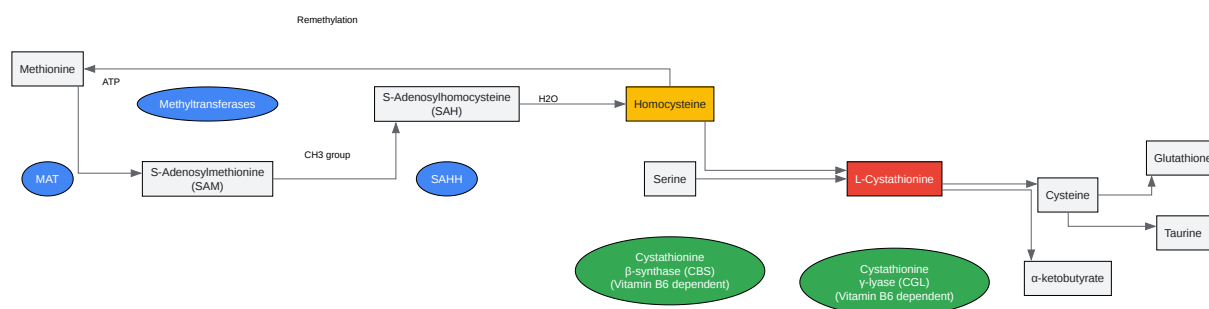 Remethylation
Methionine
ATP
Methyltransferases
S-Adenosylhomocysteine
(SAH)
H2O
Homocysteine
MAT
S-Adenosylmethionine
(SAM)
CH3 group
SAHH
Serine
L-Cystathionine
Cysteine
Glutathione
Taurine
Cystathionine
β-synthase (CBS)
(Vitamin B6 dependent)
Cystathionine
γ-lyase (CGL)
(Vitamin B6 dependent)
α-ketobutyrate